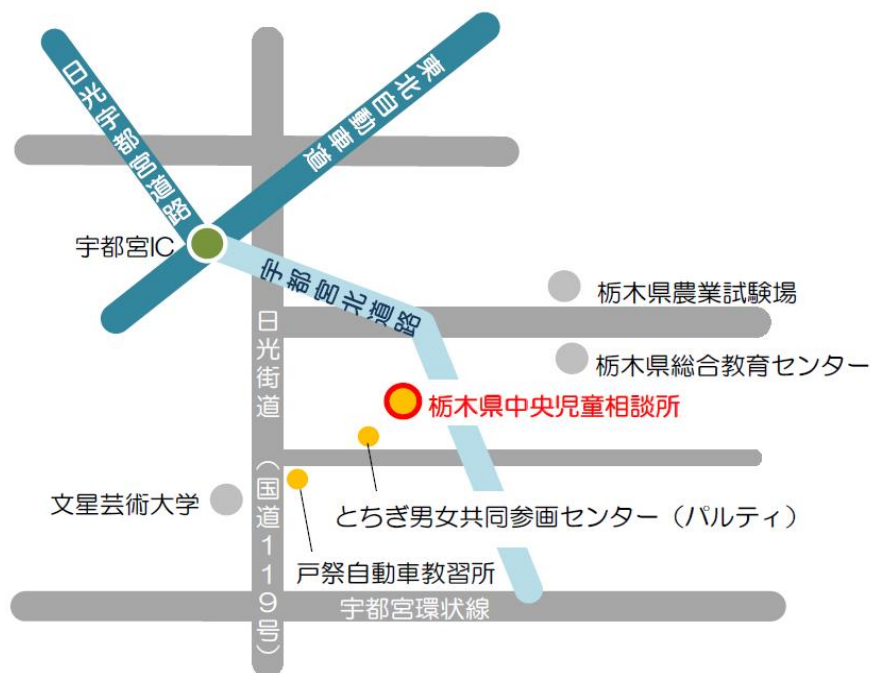 日光宇都宮道路
東北自動車道
宇都宮IC
宇都宮北道路
栃木県農業試験場
日光街道（国道119号）
栃木県総合教育センター
栃木県中央児童相談所
文星芸術大学
とちぎ男女共同参画センター（パルティ）
戸祭自動車教習所
宇都宮環状線